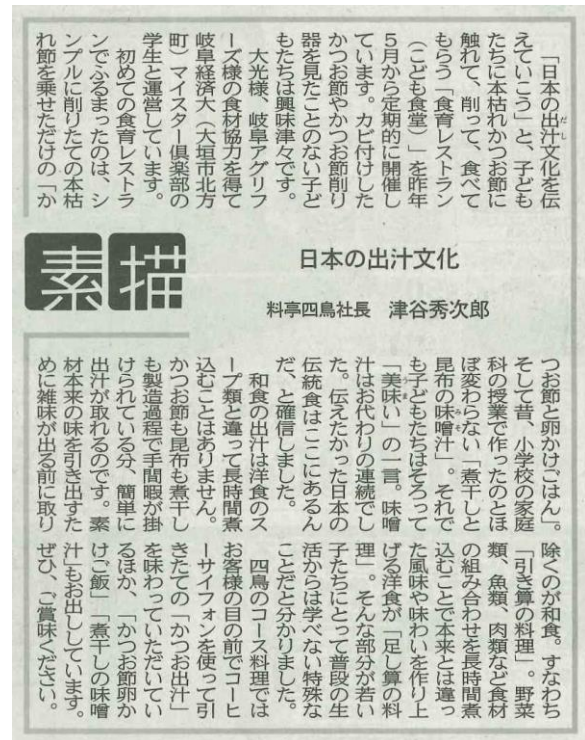 「日本の出汁文化を伝
えていこう」と、子ども
たちに本枯れかつお節に
触れて、削って、食べて
もらう「食育レストラン
(こども食堂)」を昨年
5月から定期的に開催し
ています。カビ付けした
かつお節やかつお節削り
器を見たことのない子ど
もたちは興味津々です。
大光様、岐阜アグリフ
ーズ様の食材協力を得て
岐阜経済大(大垣市北方
町)マイスター俱楽部の
学生と運営しています。
初めての食育レストラ
ンでふるまったのは、シ
ンプルに削りたての本枯
れ節を乗せただけの「か
素描
日本の出汁文化
料亭四鳥社長 津谷秀次郎
つお節と卵かけごはん」。
そして昔、小学校の家庭
科の授業で作ったのとほ
ぼ変わらない「煮干しと
昆布の味噌汁」。それで
も子どもたちはそろって
「美味い」の一言。味噌
汁はお代わりの連続でし
た。伝えたかった日本の
伝統食はここにあるん
だ、と確信しました。
和食の出汁は洋食のス
ープ類と違って長時間煮
込むことはありません。
かつお節も昆布も煮干し
も製造過程で手間暇が掛
けられている分、簡単に
出汁が取れるのです。素
材本来の味を引き出すた
めに雑味が出る前に取り
除くのが和食。すなわち
「引き算の料理」。野菜
類、魚類、肉類など食材
の組み合わせを長時間煮
込むことで本来とは違っ
た風味や味わいを作り上
げる洋食が「足し算の料
理」。そんな部分が若い
子たちにとって普段の生
活からは学べない特殊な
ことだと分かりました。
四鳥のコース料理では
お客様の目の前でコーヒ
ーサイフォンを使って引
きたての「かつお出汁」
を味わっていただいてい
るほか、「かつお節卵か
けご飯」「煮干しの味噌
汁」もお出ししています。
ぜひ、ご賞味ください。